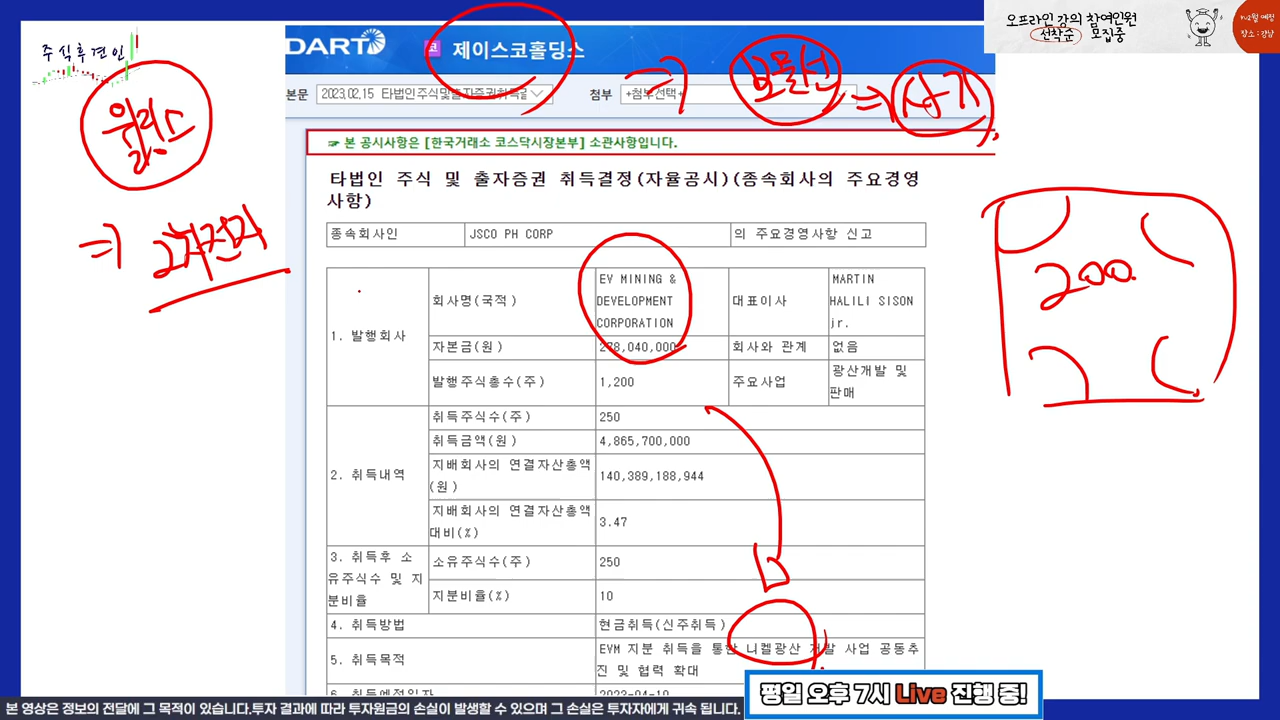 주식후견인
오프라인 강의 참여인원
선착순 모집중
12월 예정
장소 : 강남
DART
코 제이스코홀딩스
본문 2023.02.15 타법인주식및출자증권취득결
첨부 +첨부선택+
⇒ ⇒ 사기
☞ 본 공시사항은 [한국거래소 코스닥시장본부] 소관사항입니다.
타법인 주식 및 출자증권 취득결정(자율공시)(종속회사의 주요경영
사항)
종속회사인 JSCO PH CORP 의 주요경영사항 신고
⇒ 2차전지
200
1. 발행회사
회사명(국적)
EV MINING &
DEVELOPMENT
CORPORATION
대표이사
MARTIN
HALILI SISON
jr.
자본금(원) 278,040,000 회사와 관계 없음
발행주식총수(주) 1,200 주요사업 광산개발 및
판매
2. 취득내역
취득주식수(주) 250
취득금액(원) 4,865,700,000
지배회사의 연결자산총액
(원)
140,389,188,944
지배회사의 연결자산총액
대비(%)
3.47
3. 취득후 소
유주식수 및 지
분비율
소유주식수(주) 250
지분비율(%) 10
4. 취득방법 현금취득(신주취득)
5. 취득목적
EVM 지분 취득을 통한 니켈광산 개발 사업 공동추
진 및 협력 확대
6. 취득예정일자 2023-04-10
평일 오후 7시 Live 진행 중!
본 영상은 정보의 전달에 그 목적이 있습니다.투자 결과에 따라 투자원금의 손실이 발생할 수 있으며 그 손실은 투자자에게 귀속 됩니다.